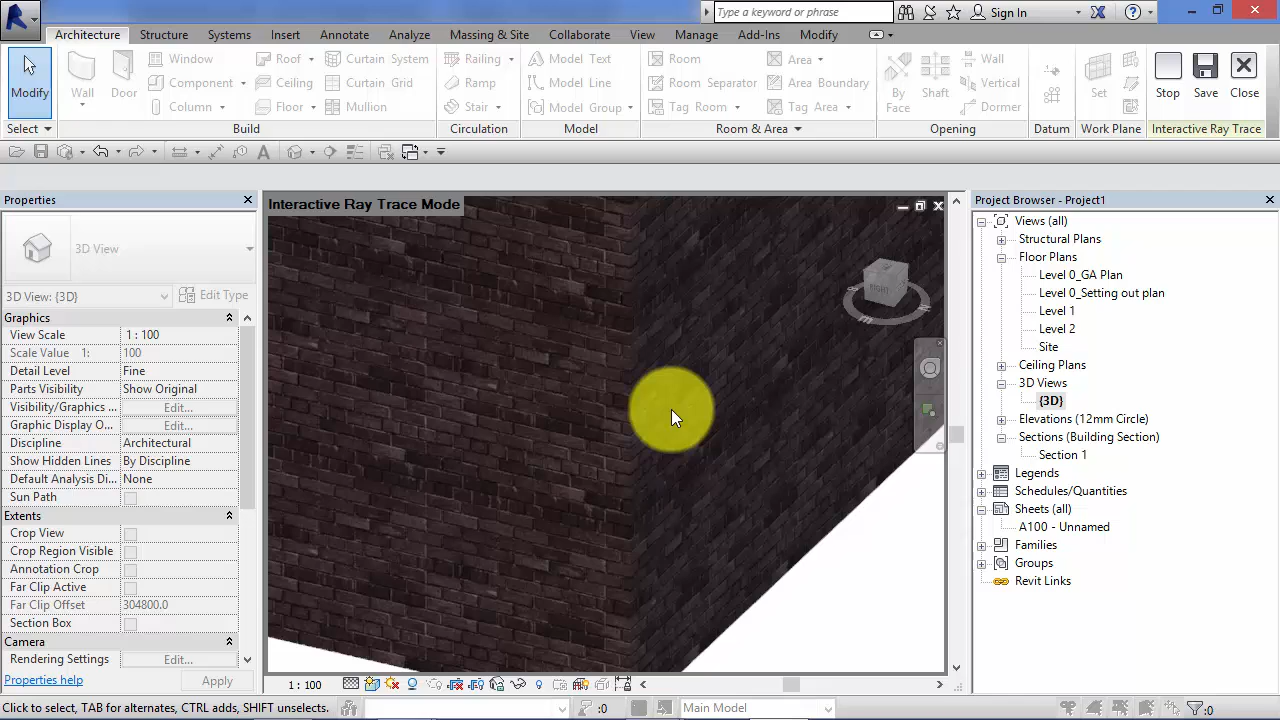 Type a keyword or phrase
Sign In
Architecture Structure Systems Insert Annotate Analyze Massing & Site Collaborate View Manage Add-Ins Modify
Modify
Select
Wall
Door
Window
Component
Column
Roof
Ceiling
Floor
Curtain System
Curtain Grid
Mullion
Build
Railing
Ramp
Stair
Circulation
Model Text
Model Line
Model Group
Model
Room
Room Separator
Tag Room
Area
Area Boundary
Tag Area
Room & Area
By
Face
Shaft
Wall
Vertical
Dormer
Opening
Datum
Set
Work Plane
Stop
Save
Close
Interactive Ray Trace
Properties
3D View
3D View: {3D}
Edit Type
Graphics
View Scale 1 : 100
Scale Value 1: 100
Detail Level Fine
Parts Visibility Show Original
Visibility/Graphics ... Edit...
Graphic Display O... Edit...
Discipline Architectural
Show Hidden Lines By Discipline
Default Analysis Di... None
Sun Path
Extents
Crop View
Crop Region Visible
Annotation Crop
Far Clip Active
Far Clip Offset 304800.0
Section Box
Camera
Rendering Settings Edit...
Properties help
Apply
Interactive Ray Trace Mode
RIGHT
1 : 100
Project Browser - Project1
Views (all)
Structural Plans
Floor Plans
Level 0_GA Plan
Level 0_Setting out plan
Level 1
Level 2
Site
Ceiling Plans
3D Views
{3D}
Elevations (12mm Circle)
Sections (Building Section)
Section 1
Legends
Schedules/Quantities
Sheets (all)
A100 - Unnamed
Families
Groups
Revit Links
Click to select, TAB for alternates, CTRL adds, SHIFT unselects.
:0
Main Model
:0